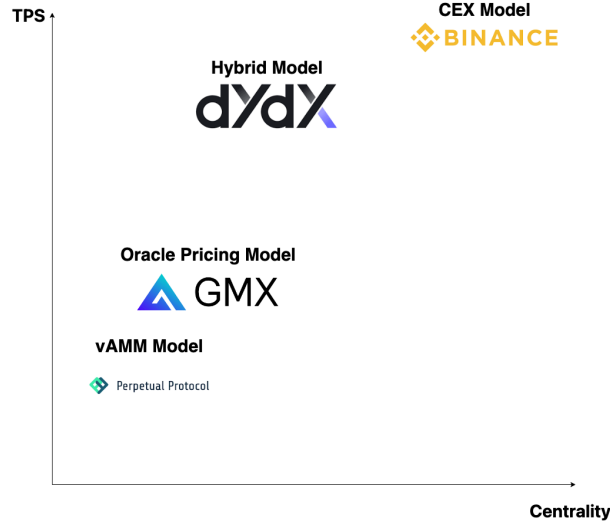 TPS
CEX Model
BINANCE
Hybrid Model
dYdX
Oracle Pricing Model
GMX
vAMM Model
Perpetual Protocol
Centrality